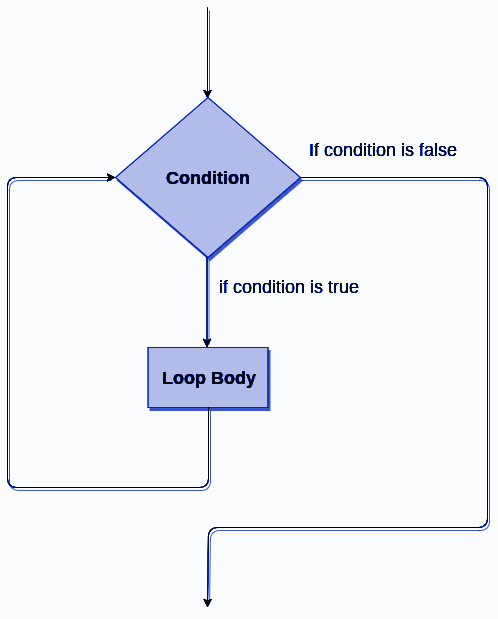 If condition is false
Condition
if condition is true
Loop Body